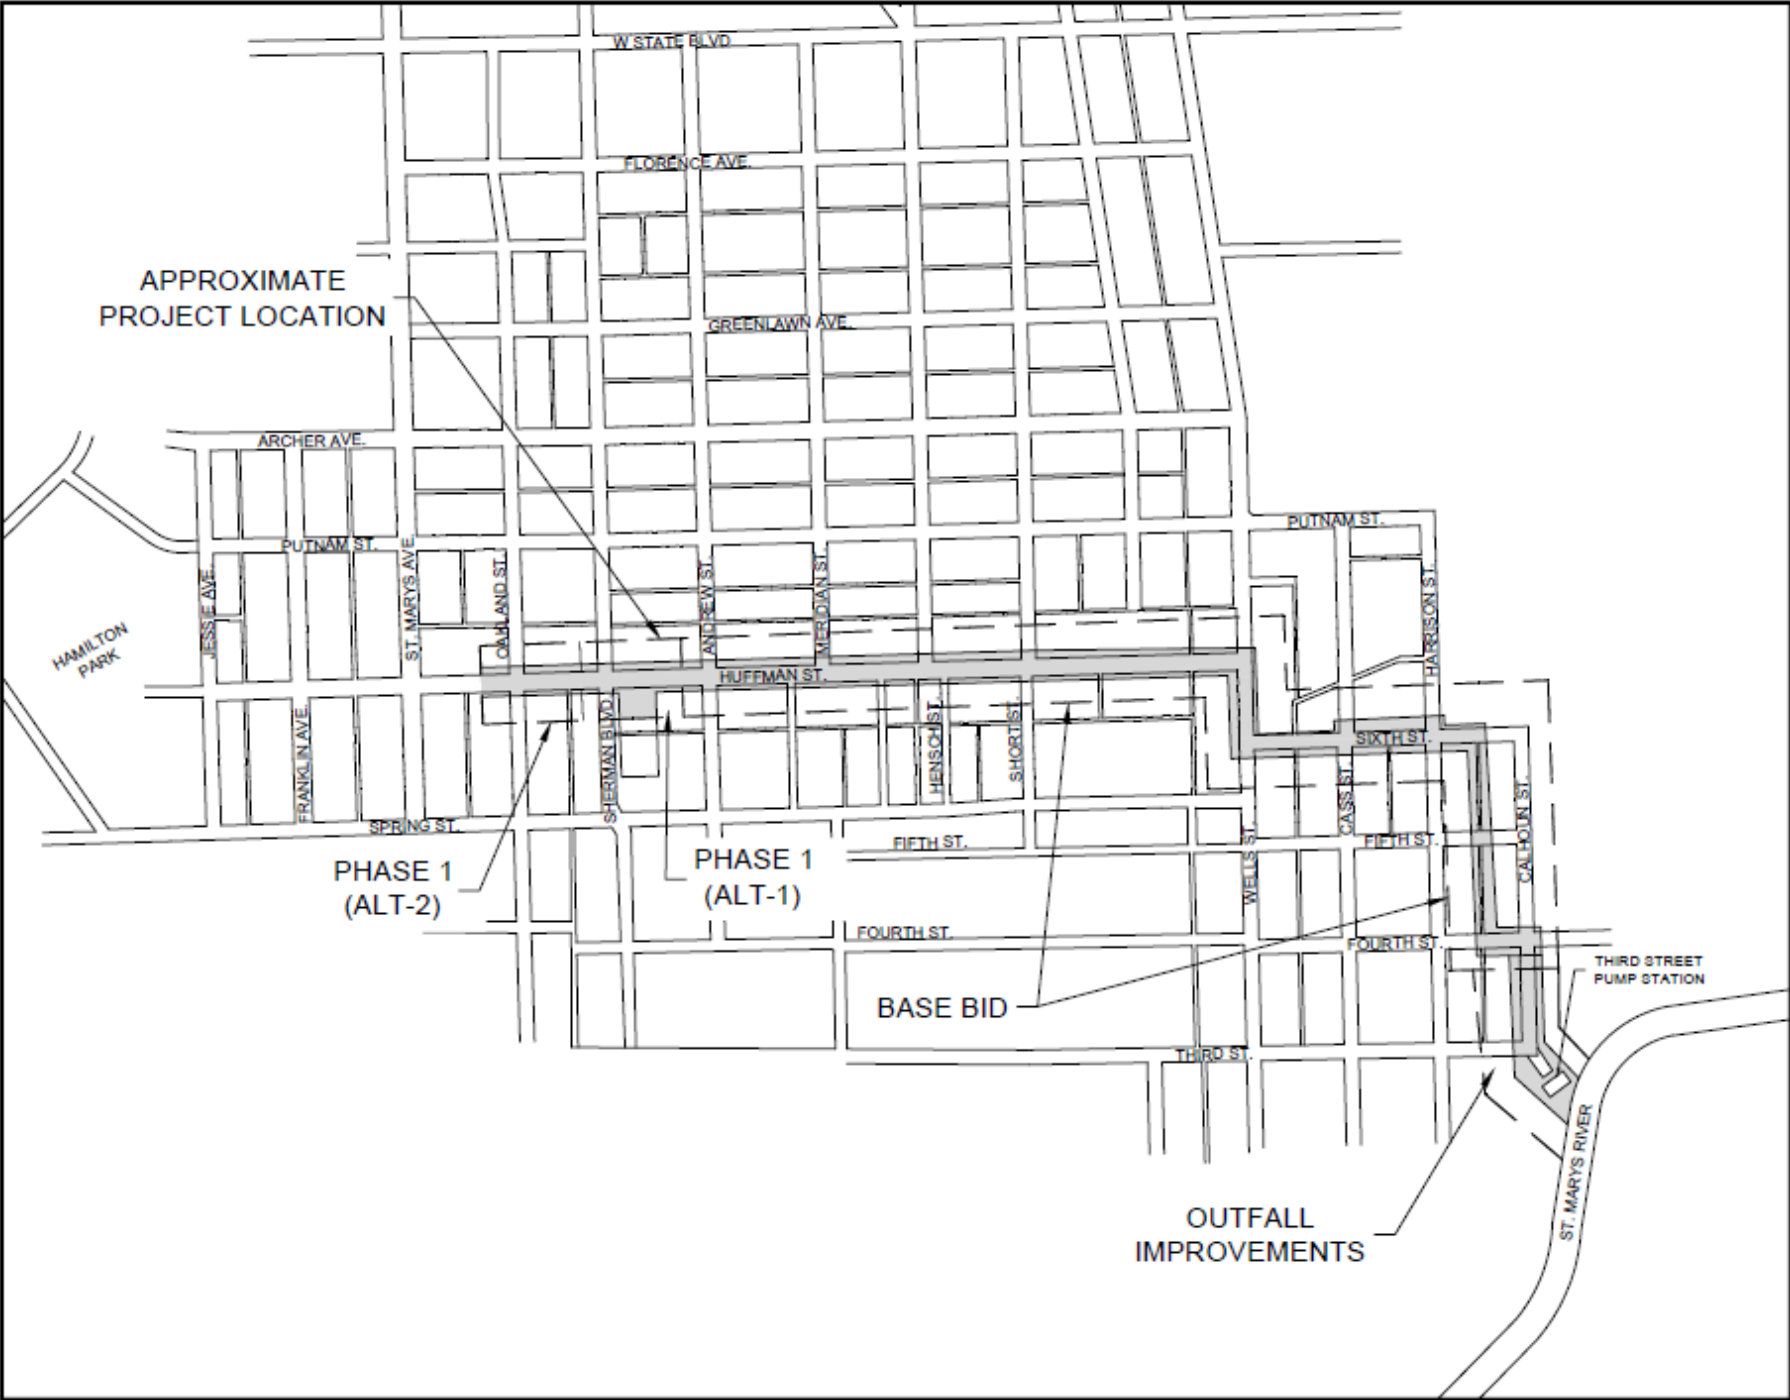 W STATE BLVD
FLORENCE AVE.
APPROXIMATE
PROJECT LOCATION
GREENLAWN AVE.
ARCHER AVE.
PUTNAM ST.
PUTNAM ST.
HAMILTON
PARK
JESSIE AVE.
ST. MARYS AVE.
OAKLAND ST.
ANDREW ST.
MERIDIAN ST.
HARRISON ST.
HUFFMAN ST.
FRANKLIN AVE.
SHERMAN BLVD.
HENSCH ST.
SHORT ST.
SIXTH ST.
CASS ST.
CALHOUN ST.
SPRING ST.
WELLS ST.
FIFTH ST.
FIFTH ST.
PHASE 1
(ALT-2)
PHASE 1
(ALT-1)
FOURTH ST.
FOURTH ST.
THIRD STREET
PUMP STATION
BASE BID
THIRD ST.
ST. MARYS RIVER
OUTFALL
IMPROVEMENTS